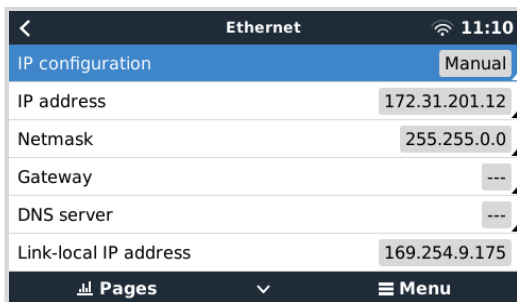 Ethernet 11:10
IP configuration Manual
IP address 172.31.201.12
Netmask 255.255.0.0
Gateway ---
DNS server ---
Link-local IP address 169.254.9.175
Pages Menu